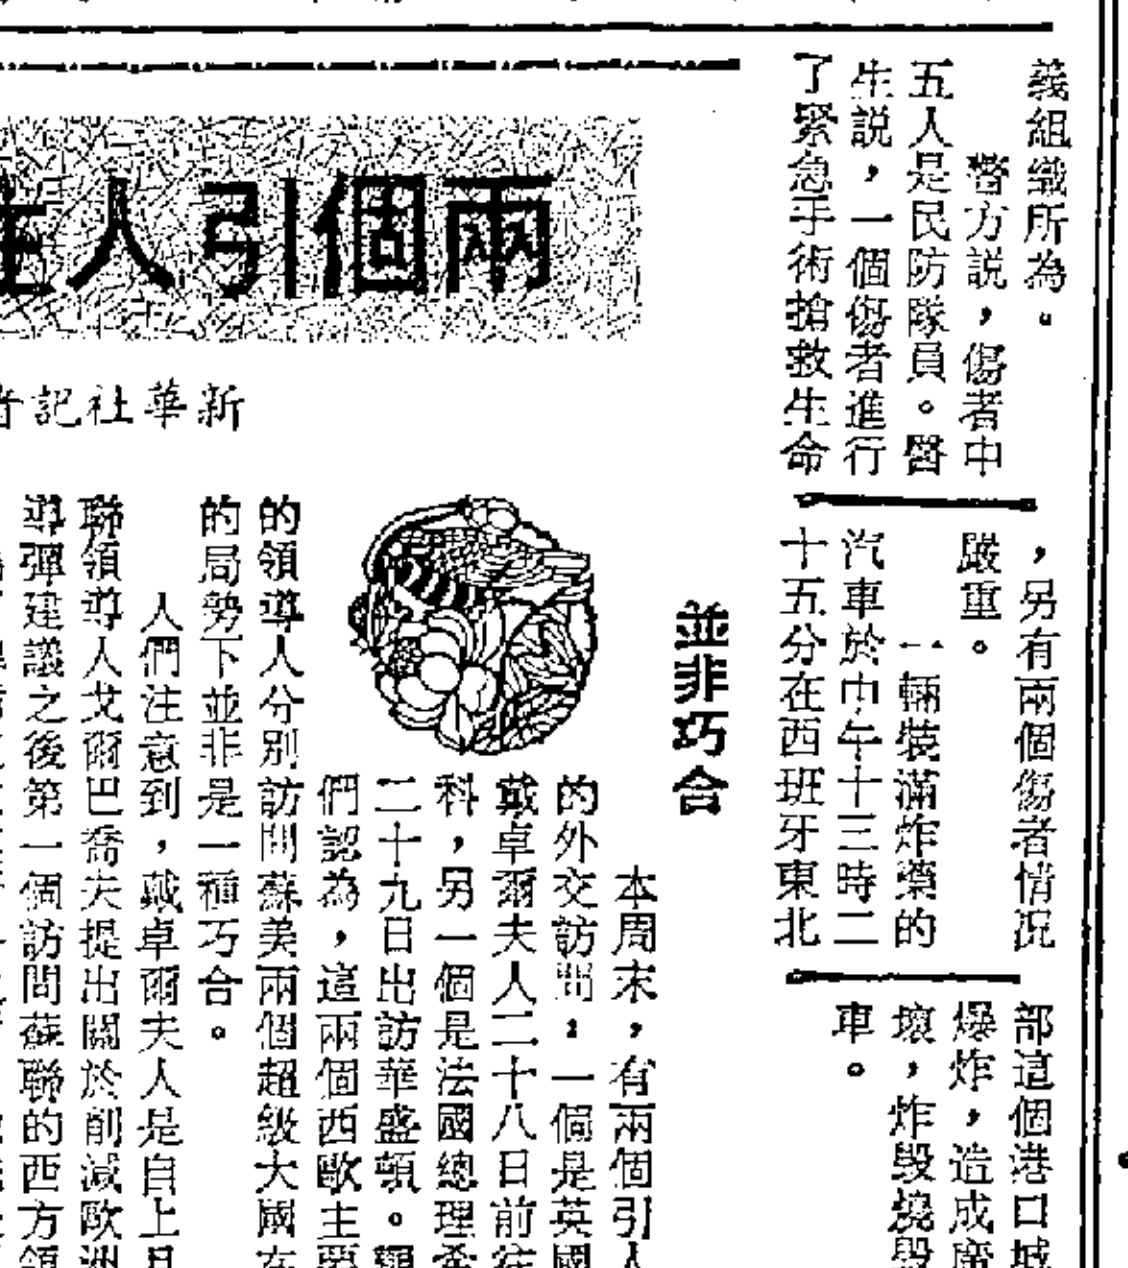 義組織所為。
警方説，傷者中
五人是民防隊員。醫
生説，一個傷者進行
了緊急手術搶救生命
，另有兩個傷者情況
嚴重。
一輛裝滿炸藥的
汽車於中午十三時二
十五分在西班牙東北
部這個港口城
爆炸，造成廣
壞，炸毀燒毀
車。
兩個引人注
新華社記者
並非巧合
本周末，有兩個引人
的外交訪問：一個是英國
戴卓爾夫人二十八日前往
科，另一個是法國總理希
二十九日出訪華盛頓。觀
們認為，這兩個西歐主要
的領導人分別訪問蘇美兩個超級大國在
的局勢下並非是一種巧合。
人們注意到，戴卓爾夫人是自上月
聯領導人戈爾巴喬夫提出關於削減歐洲
導彈建議之後第一個訪問蘇聯的西方領